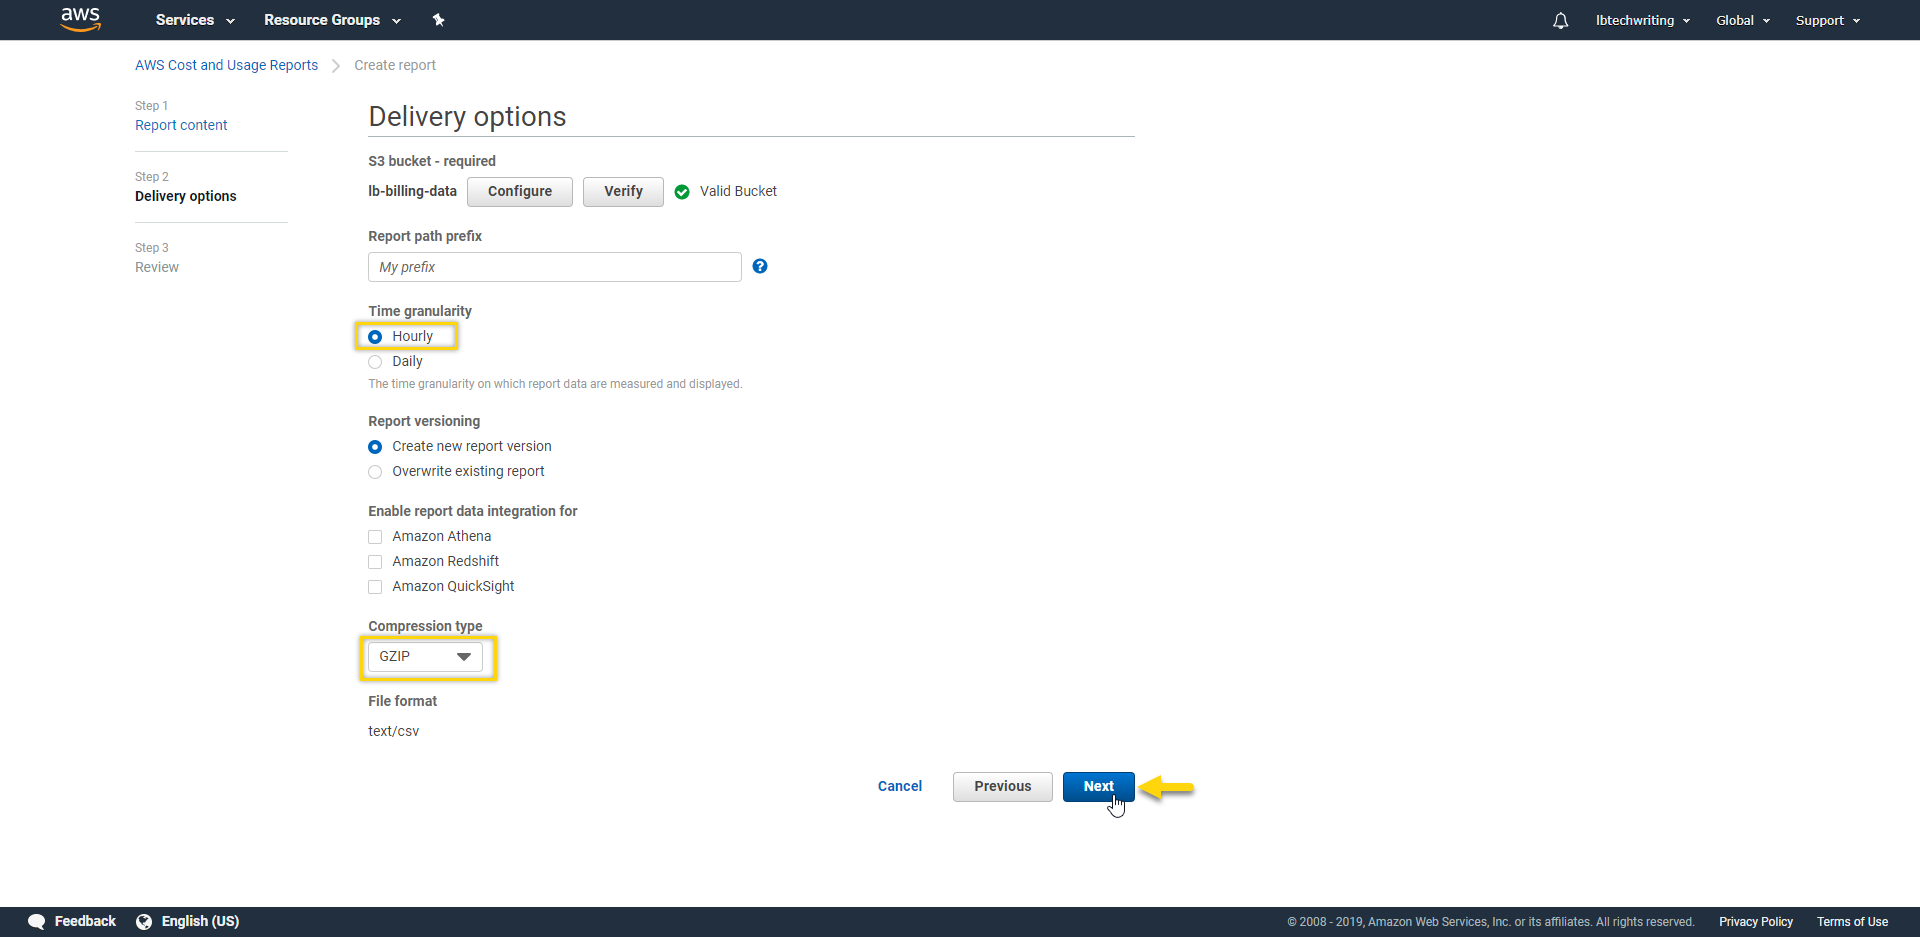 aws Services Resource Groups lbtechwriting Global Support
AWS Cost and Usage Reports Create report
Step 1
Report content
Step 2
Delivery options
Step 3
Review
Delivery options
S3 bucket - required
lb-billing-data Configure Verify Valid Bucket
Report path prefix
My prefix ?
Time granularity
Hourly
Daily
The time granularity on which report data are measured and displayed.
Report versioning
Create new report version
Overwrite existing report
Enable report data integration for
Amazon Athena
Amazon Redshift
Amazon QuickSight
Compression type
GZIP
File format
text/csv
Cancel Previous Next
Feedback English (US) © 2008 - 2019, Amazon Web Services, Inc. or its affiliates. All rights reserved. Privacy Policy Terms of Use